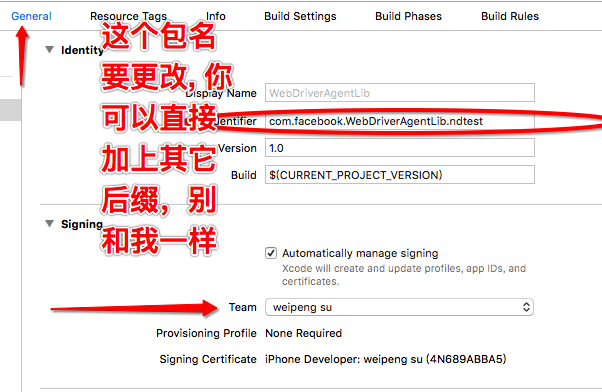 General Resource Tags Info Build Settings Build Phases Build Rules
这个包名
要更改, 你
可以直接
加上其它
后缀， 别
和我一样
Identity
Display Name WebDriverAgentLib
entifier com.facebook.WebDriverAgentLib.ndtest
Version 1.0
Build $(CURRENT_PROJECT_VERSION)
Signing
Automatically manage signing
Xcode will create and update profiles, app IDs, and
certificates.
Team weipeng su
Provisioning Profile None Required
Signing Certificate iPhone Developer: weipeng su (4N689ABBA5)